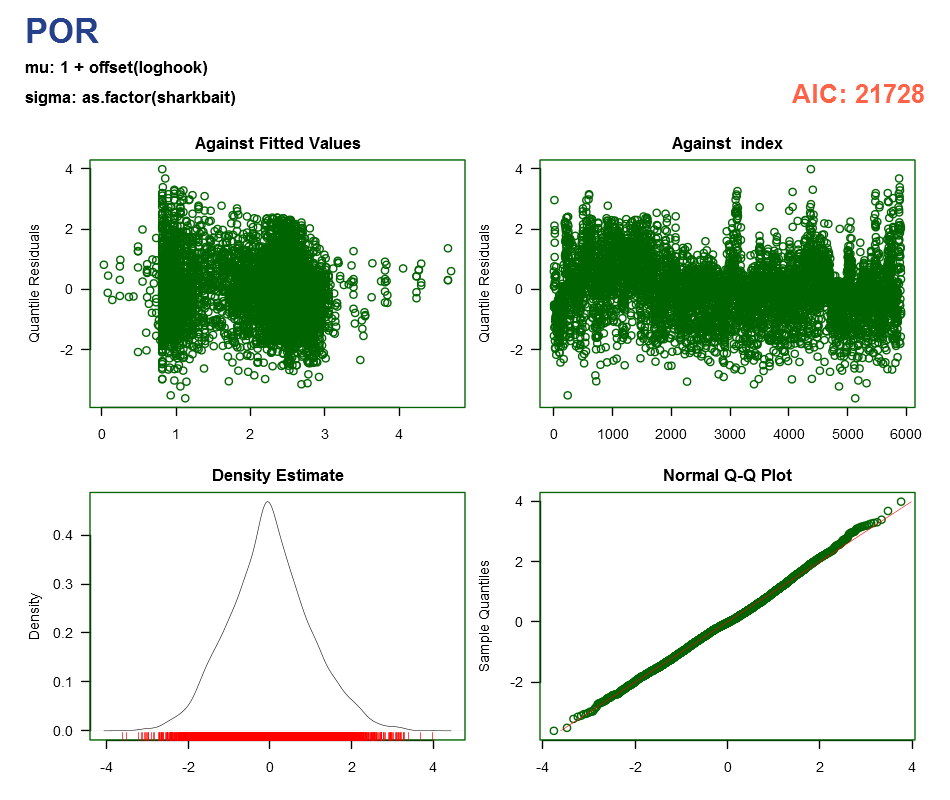 POR
mu: 1 + offset(loghook)
sigma: as.factor(sharkbait)
AIC: 21728
Against Fitted Values
Quantile Residuals
4
2
0
-2
0 1 2 3 4
Against  index
Quantile Residuals
4
2
0
-2
0 1000 2000 3000 4000 5000 6000
Density Estimate
Density
0.4
0.3
0.2
0.1
0.0
-4 -2 0 2 4
Normal Q-Q Plot
Sample Quantiles
4
2
0
-2
-4 -2 0 2 4